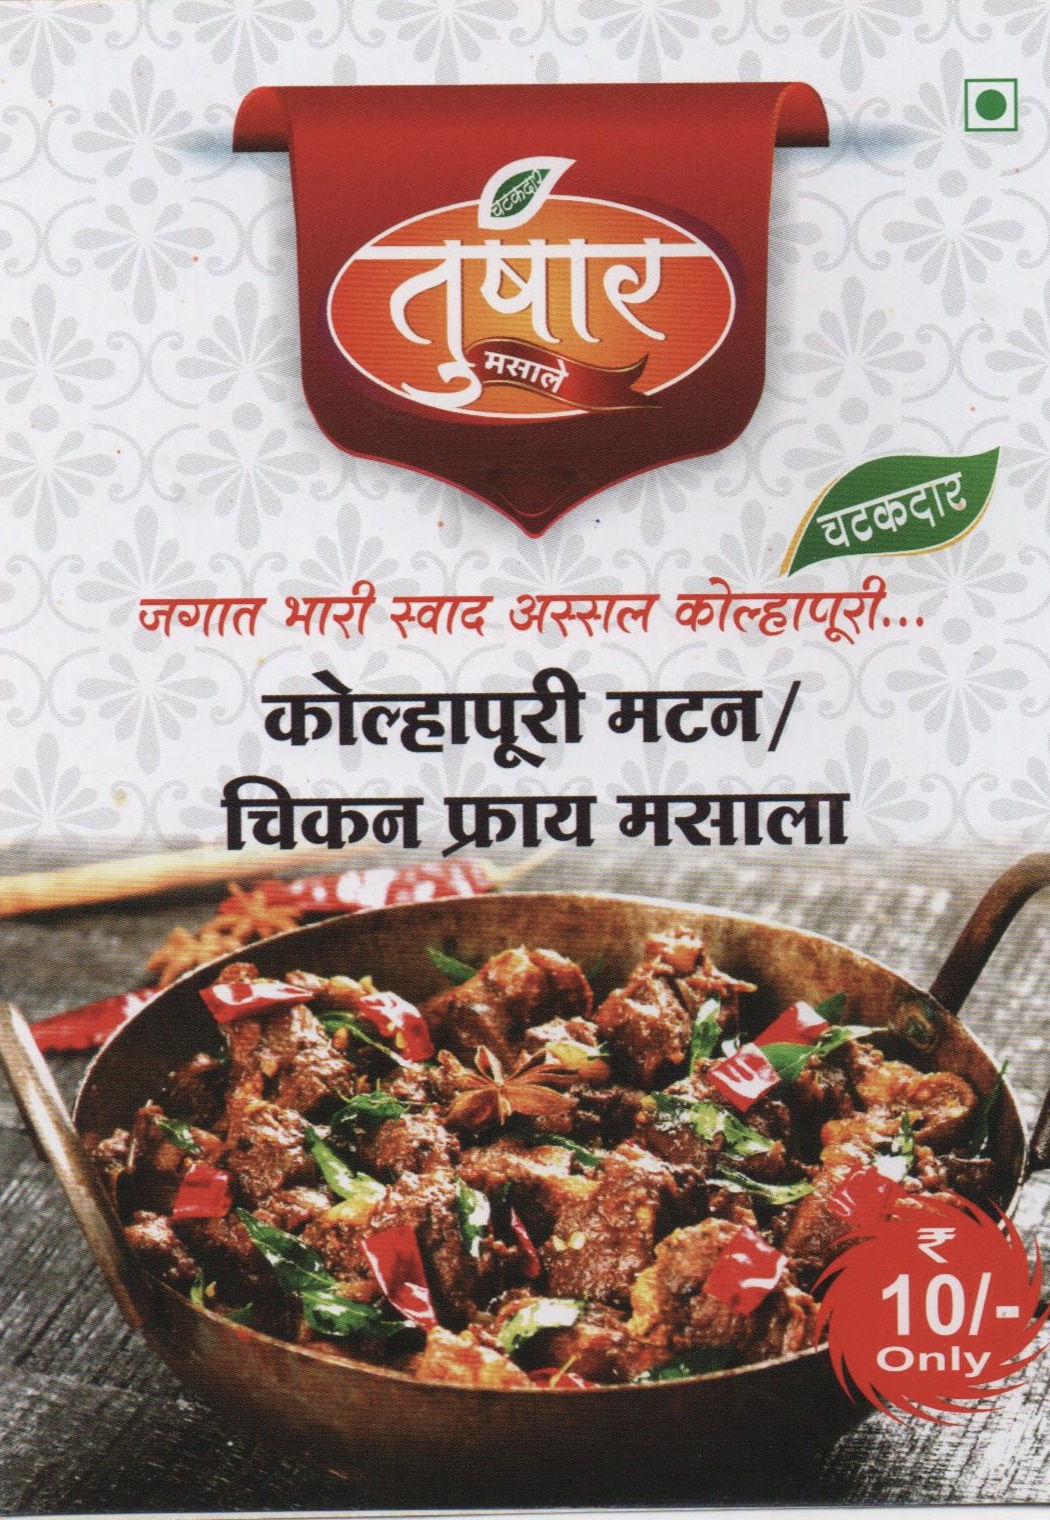 चटकदार
तुषार
मसाले
चटकदार
जगात भारी स्वाद अस्सल कोल्हापूरी...
कोल्हापूरी मटन/
चिकन फ्राय मसाला
₹
10/-
Only